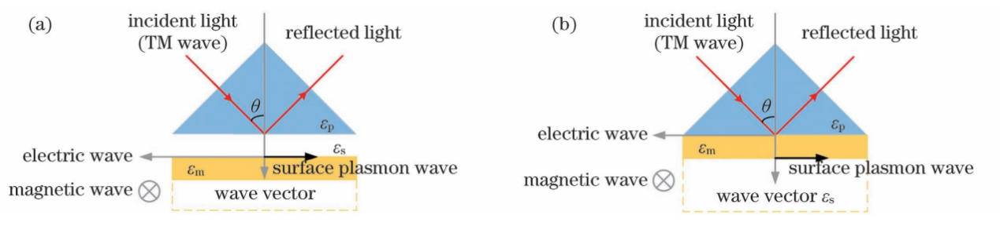 (a)
incident light
(TM wave)
reflected light
θ
εp
electric wave
εs
εm
surface plasmon wave
magnetic wave
wave vector
(b)
incident light
(TM wave)
reflected light
θ
εp
electric wave
εm
surface plasmon wave
magnetic wave
wave vector εs